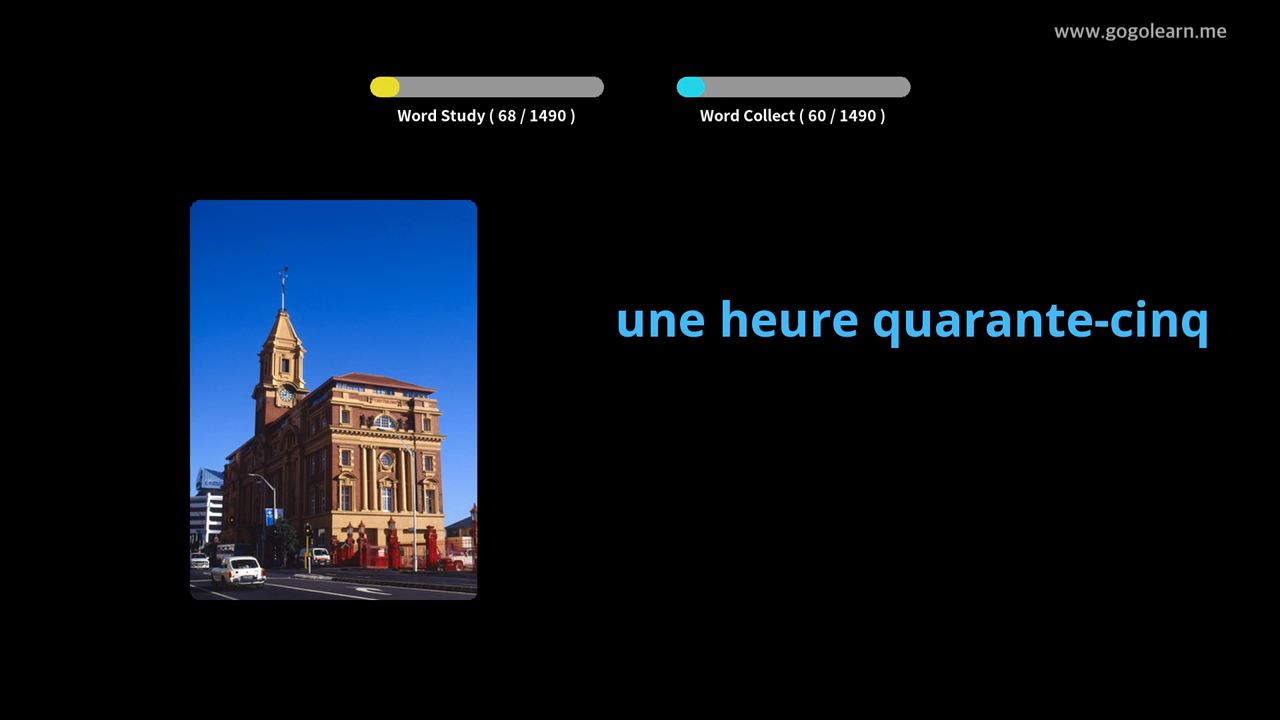 www.gogolearn.me
Word Study ( 68 / 1490 )
Word Collect ( 60 / 1490 )
une heure quarante-cinq